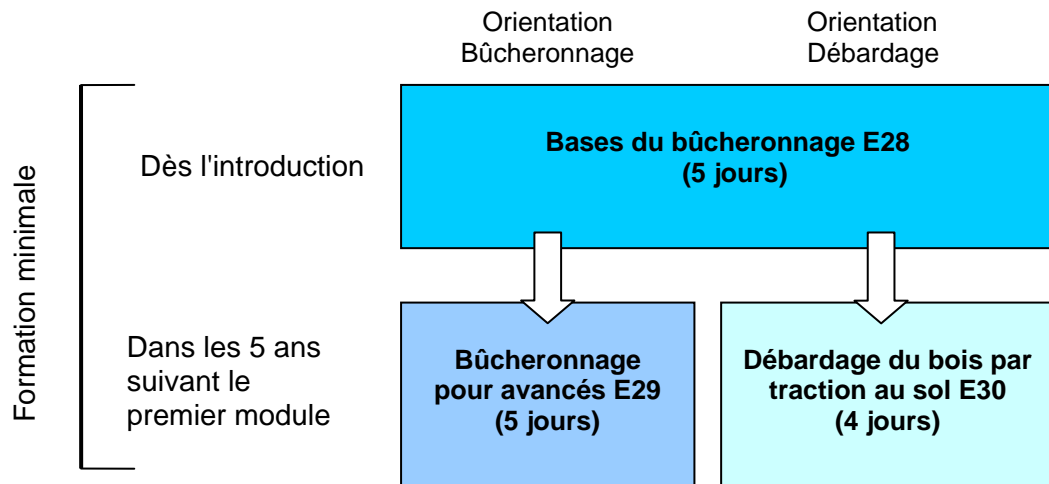 Orientation
Bûcheronnage
Orientation
Débardage
Formation minimale
Dès l'introduction
Bases du bûcheronnage E28
(5 jours)
Dans les 5 ans
suivant le
premier module
Bûcheronnage
pour avancés E29
(5 jours)
Débardage du bois par
traction au sol E30
(4 jours)